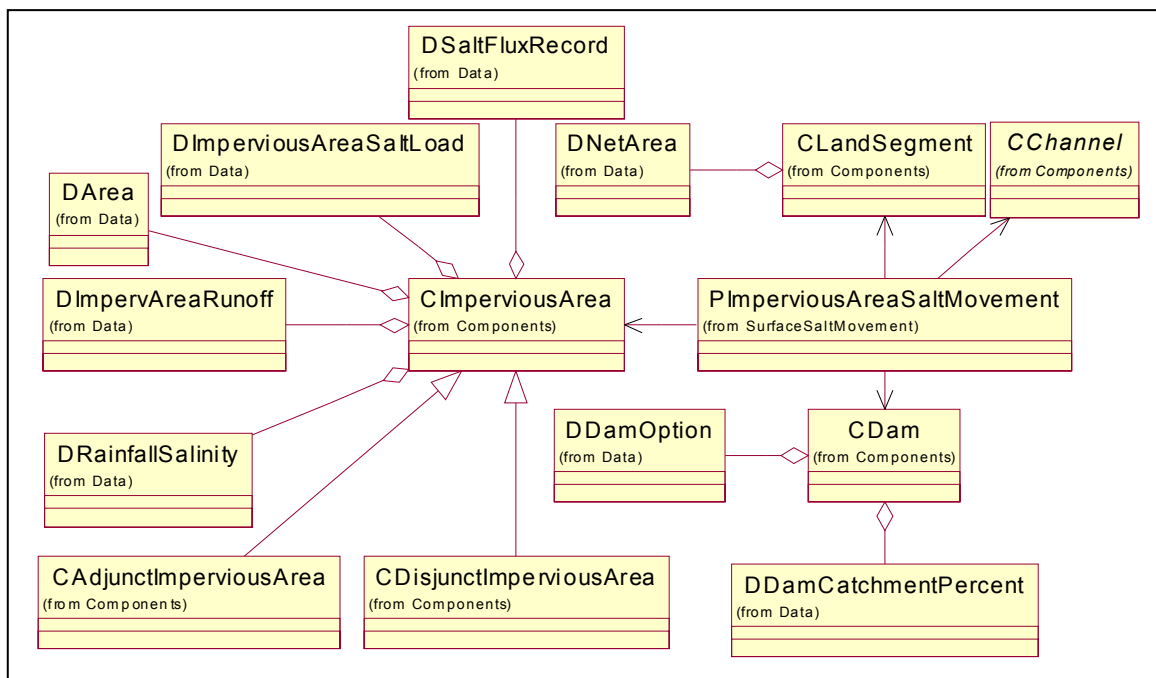 DSaltFluxRecord
(from Data)
DImperviousAreaSaltLoad
(from Data)
DNetArea
(from Data)
CLandSegment
(from Components)
CChannel
(from Components)
DArea
(from Data)
DImpervAreaRunoff
(from Data)
CImperviousArea
(from Components)
PImperviousAreaSaltMovement
(from SurfaceSaltMovement)
DRainfallSalinity
(from Data)
DDamOption
(from Data)
CDam
(from Components)
CAdjunctImperviousArea
(from Components)
CDisjunctImperviousArea
(from Components)
DDamCatchmentPercent
(from Data)